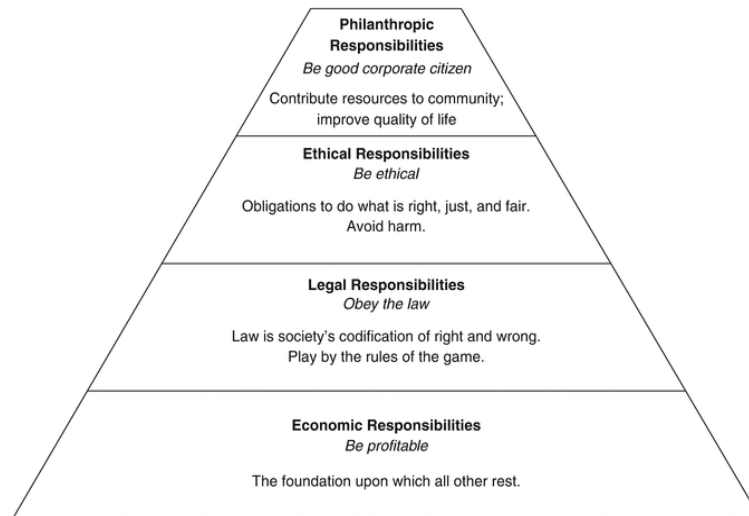 Philanthropic
Responsibilities
Be good corporate citizen
Contribute resources to community;
improve quality of life
Ethical Responsibilities
Be ethical
Obligations to do what is right, just, and fair.
Avoid harm.
Legal Responsibilities
Obey the law
Law is society’s codification of right and wrong.
Play by the rules of the game.
Economic Responsibilities
Be profitable
The foundation upon which all other rest.